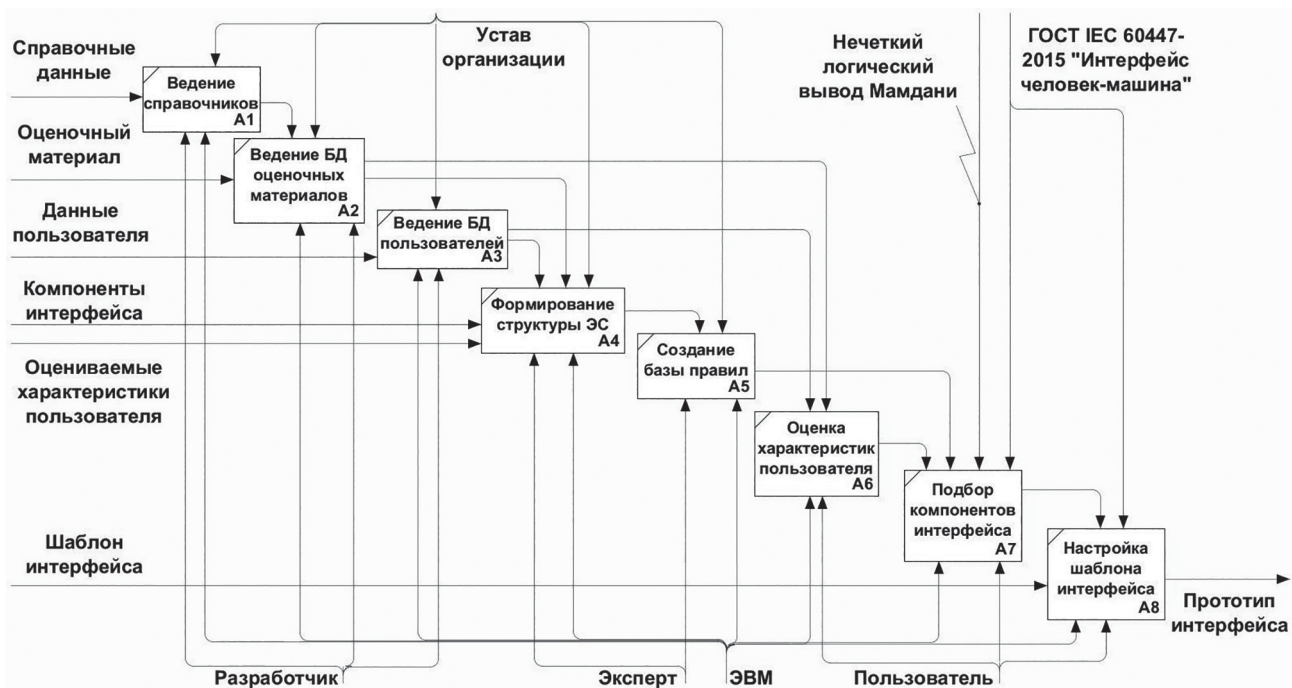 Справочные
данные
Оценочный
материал
Данные
пользователя
Компоненты
интерфейса
Оцениваемые
характеристики
пользователя
Шаблон
интерфейса
Устав
организации
Нечеткий
логический
вывод Мамдани
ГОСТ IEC 60447-
2015 "Интерфейс
человек-машина"
Ведение
справочников
A1
Ведение БД
оценочных
материалов
A2
Ведение БД
пользователей
A3
Формирование
структуры ЭС
A4
Создание
базы правил
A5
Оценка
характеристик
пользователя
A6
Подбор
компонентов
интерфейса
A7
Настройка
шаблона
интерфейса
A8
Прототип
интерфейса
Разработчик
Эксперт
ЭВМ
Пользователь